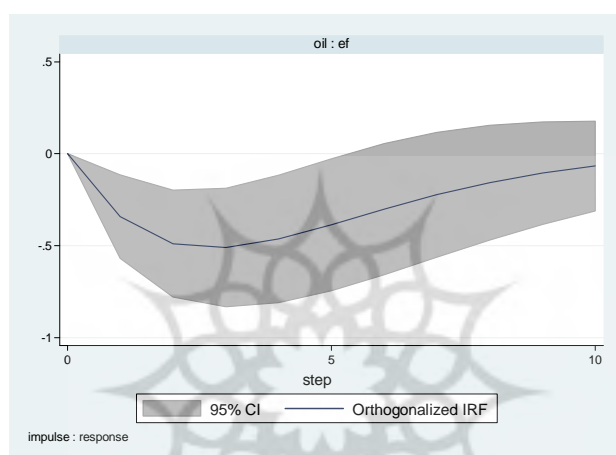 oil : ef
.5
0
-.5
-1
0 5 10
step
95% CI Orthogonalized IRF
impulse : response